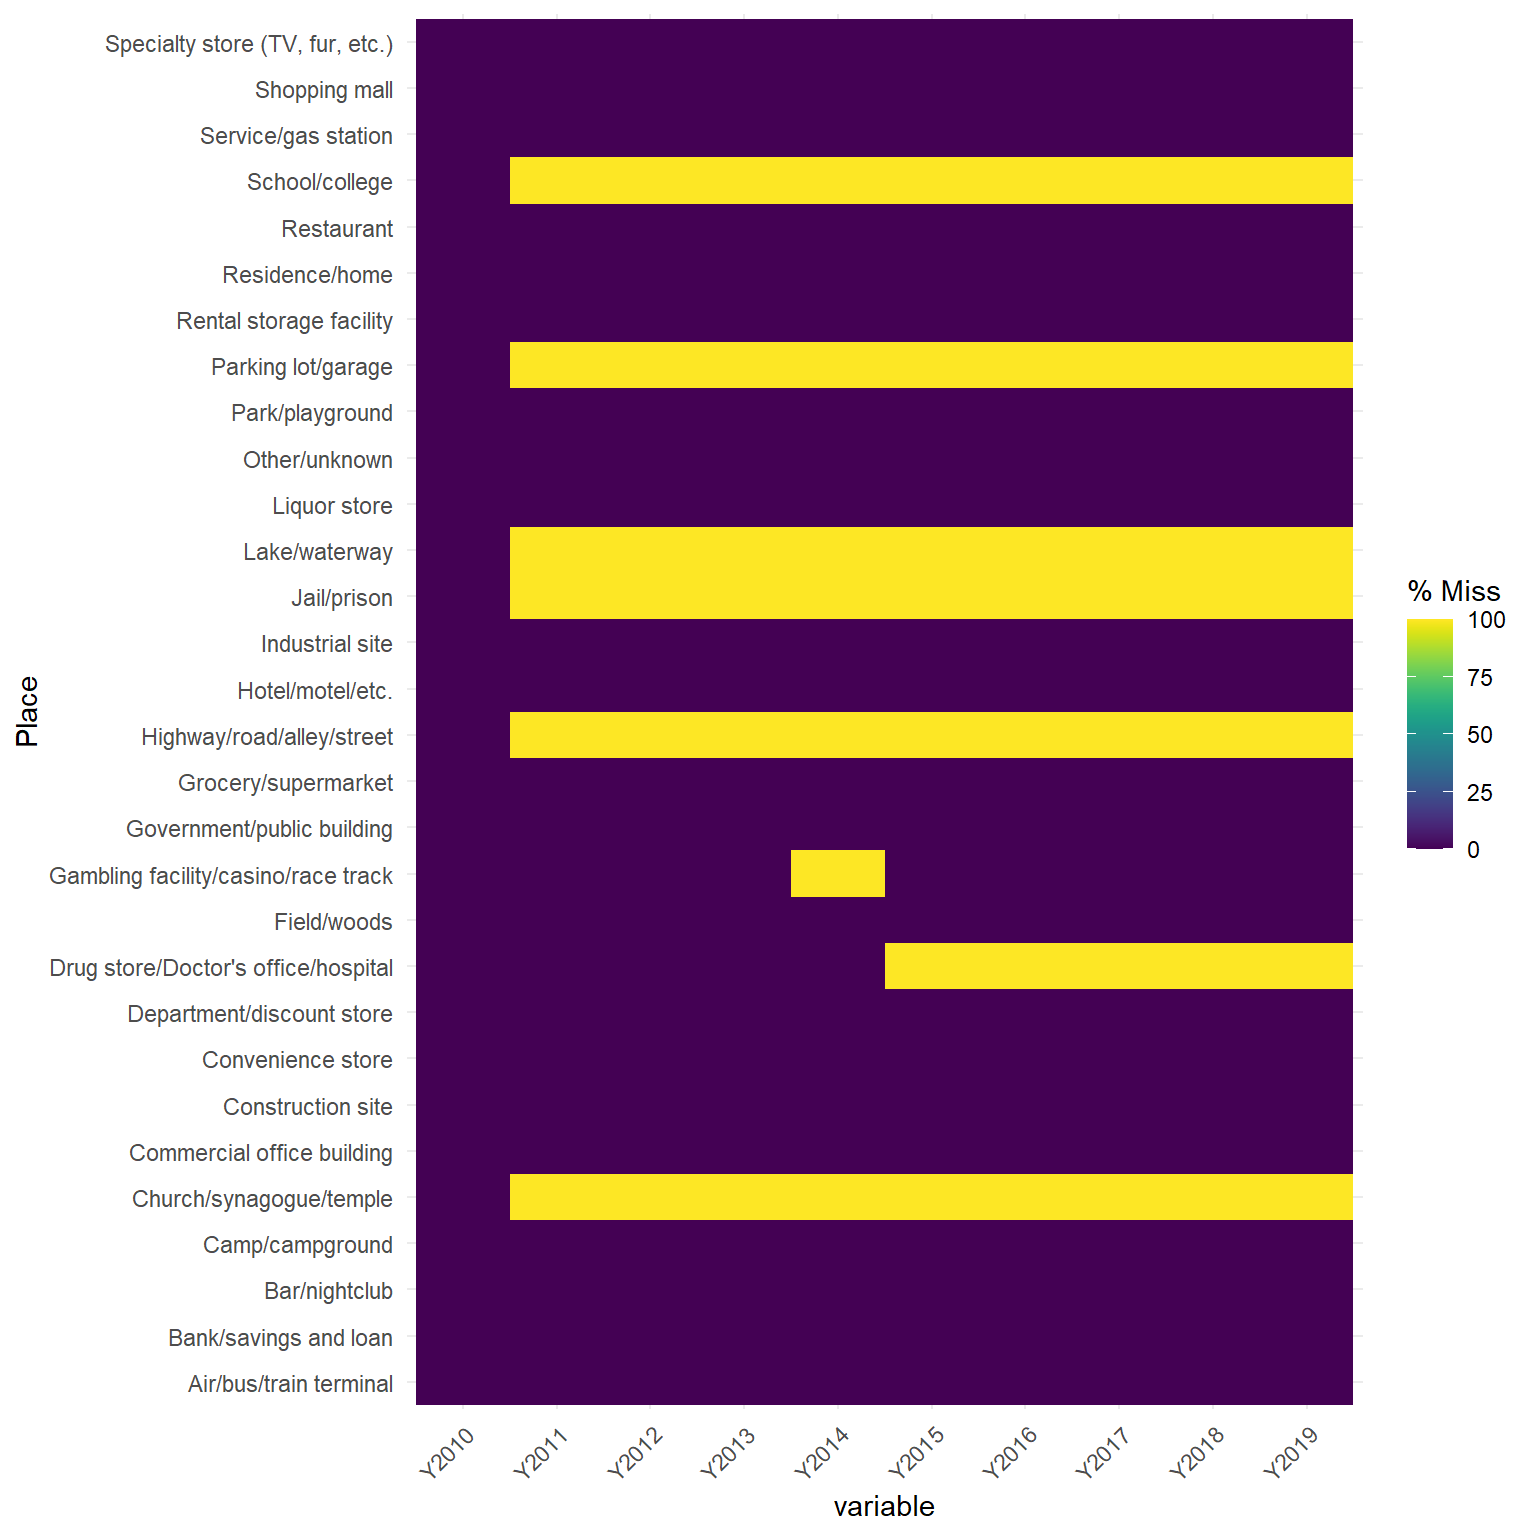 Specialty store (TV, fur, etc.)
Shopping mall
Service/gas station
School/college
Restaurant
Residence/home
Rental storage facility
Parking lot/garage
Park/playground
Other/unknown
Liquor store
Lake/waterway
Jail/prison
Industrial site
Hotel/motel/etc.
Highway/road/alley/street
Grocery/supermarket
Government/public building
Gambling facility/casino/race track
Field/woods
Drug store/Doctor's office/hospital
Department/discount store
Convenience store
Construction site
Commercial office building
Church/synagogue/temple
Camp/campground
Bar/nightclub
Bank/savings and loan
Air/bus/train terminal
Place
Y2010
Y2011
Y2012
Y2013
Y2014
Y2015
Y2016
Y2017
Y2018
Y2019
variable
% Miss
100
75
50
25
0